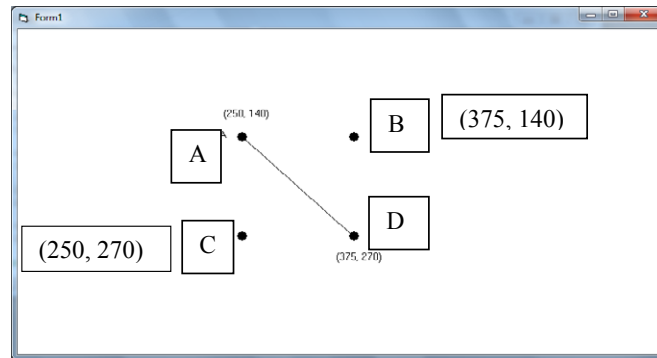 Form1
(250, 140)
A
A
B
(375, 140)
(250, 270)
C
D
(375, 270)